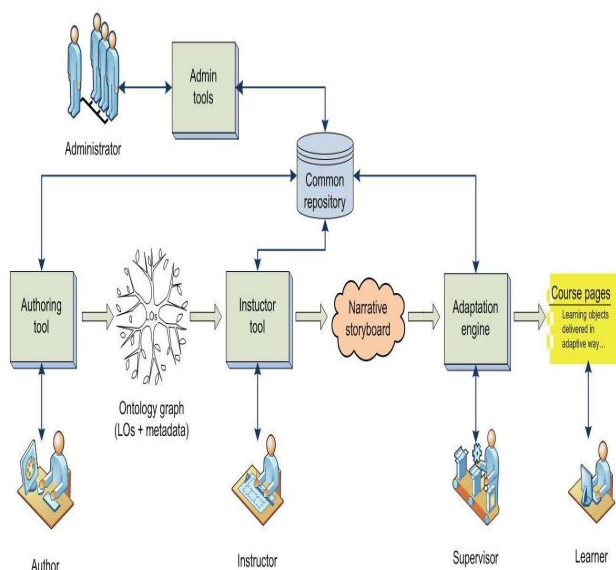 Admin
tools
Administrator
Common
repository
Authoring
tool
LOs
Instuctor
tool
Narrative
storyboard
Adaptation
engine
Course pages
Learning objects
delivered in
adaptive way...
Ontology graph
(LOs + metadata)
Author
Instructor
Supervisor
Learner